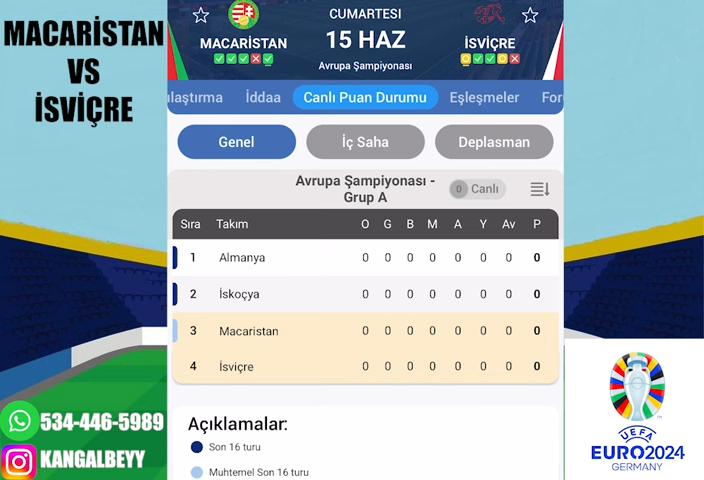 MACARİSTAN
VS
İSVİÇRE
CUMARTESI
MACARİSTAN 15 HAZ İSVİÇRE
Avrupa Şampiyonası
ılaştırma İddaa Canlı Puan Durumu Eşleşmeler For
Genel İç Saha Deplasman
Avrupa Şampiyonası -
Grup A
0 Canlı
Sıra Takım O G B M A Y Av P
1 Almanya 0 0 0 0 0 0 0 0
2 İskoçya 0 0 0 0 0 0 0 0
3 Macaristan 0 0 0 0 0 0 0 0
4 İsviçre 0 0 0 0 0 0 0 0
Açıklamalar:
Son 16 turu
Muhtemel Son 16 turu
534-446-5989
KANGALBEYY
UEFA
EURO2024
GERMANY